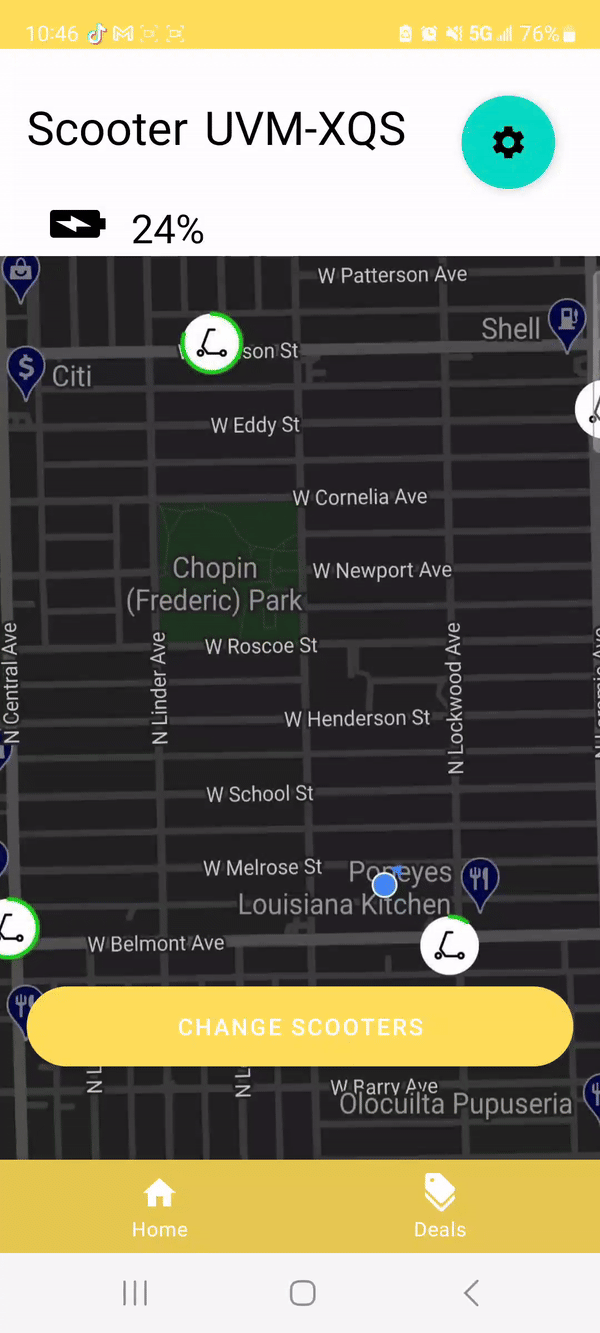 10:46
5G
76%
Scooter UVM-XQS
24%
W Patterson Ave
Shell
son St
Citi
W Eddy St
W Cornelia Ave
Chopin
(Frederic) Park
W Newport Ave
N Central Ave
N Linder Ave
W Roscoe St
N Lockwood Ave
W Henderson St
W School St
W Melrose St
Popeyes
Louisiana Kitchen
W Belmont Ave
CHANGE SCOOTERS
N L
N L
W Barry Ave
Olocuilta Pupuseria
Home
Deals